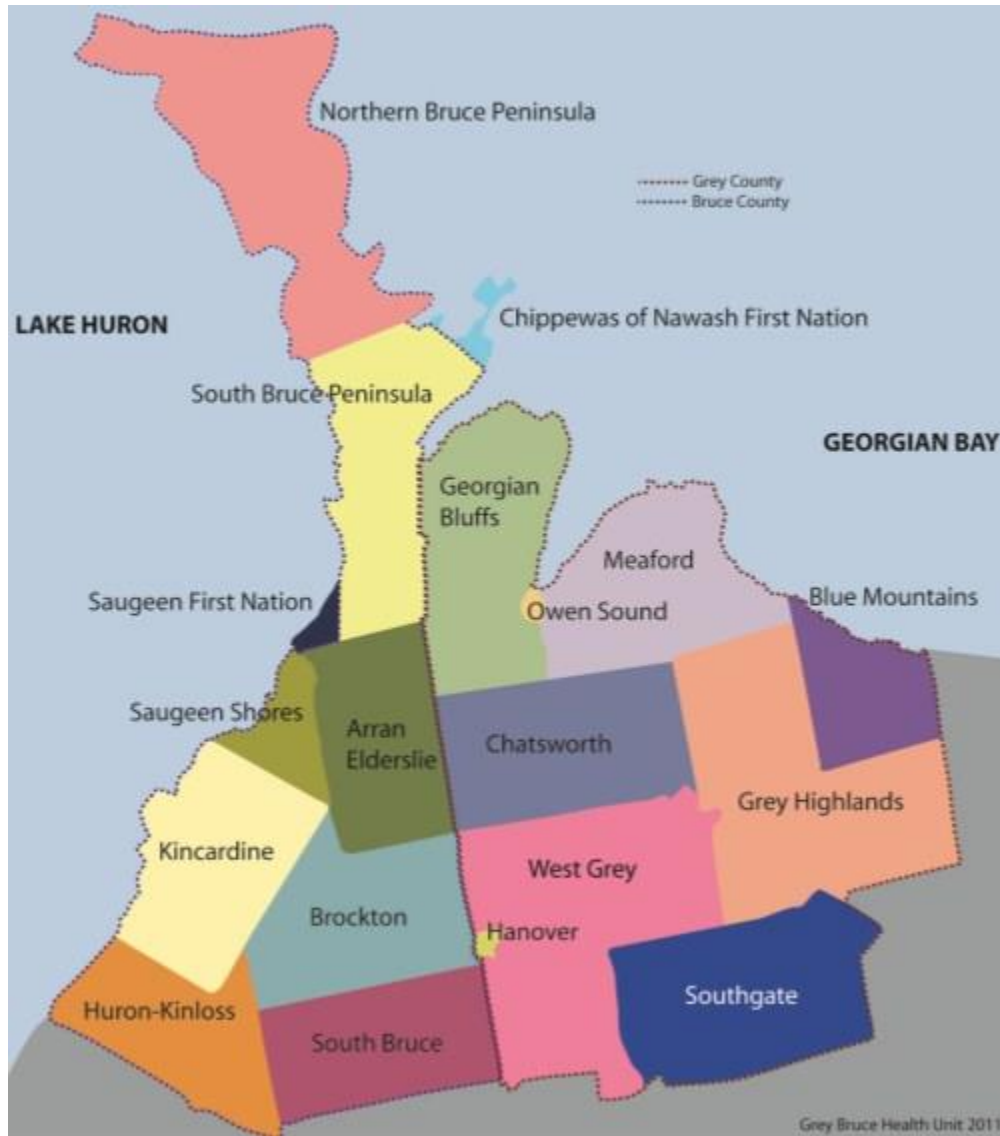 Northern Bruce Peninsula
Grey County
Bruce County
LAKE HURON
Chippewas of Nawash First Nation
South Bruce Peninsula
GEORGIAN BAY
Georgian
Bluffs
Meaford
Saugeen First Nation
Owen Sound
Blue Mountains
Saugeen Shores
Arran
Elderslie
Chatsworth
Grey Highlands
Kincardine
West Grey
Brockton
Hanover
Southgate
Huron-Kinloss
South Bruce
Grey Bruce Health Unit 2011